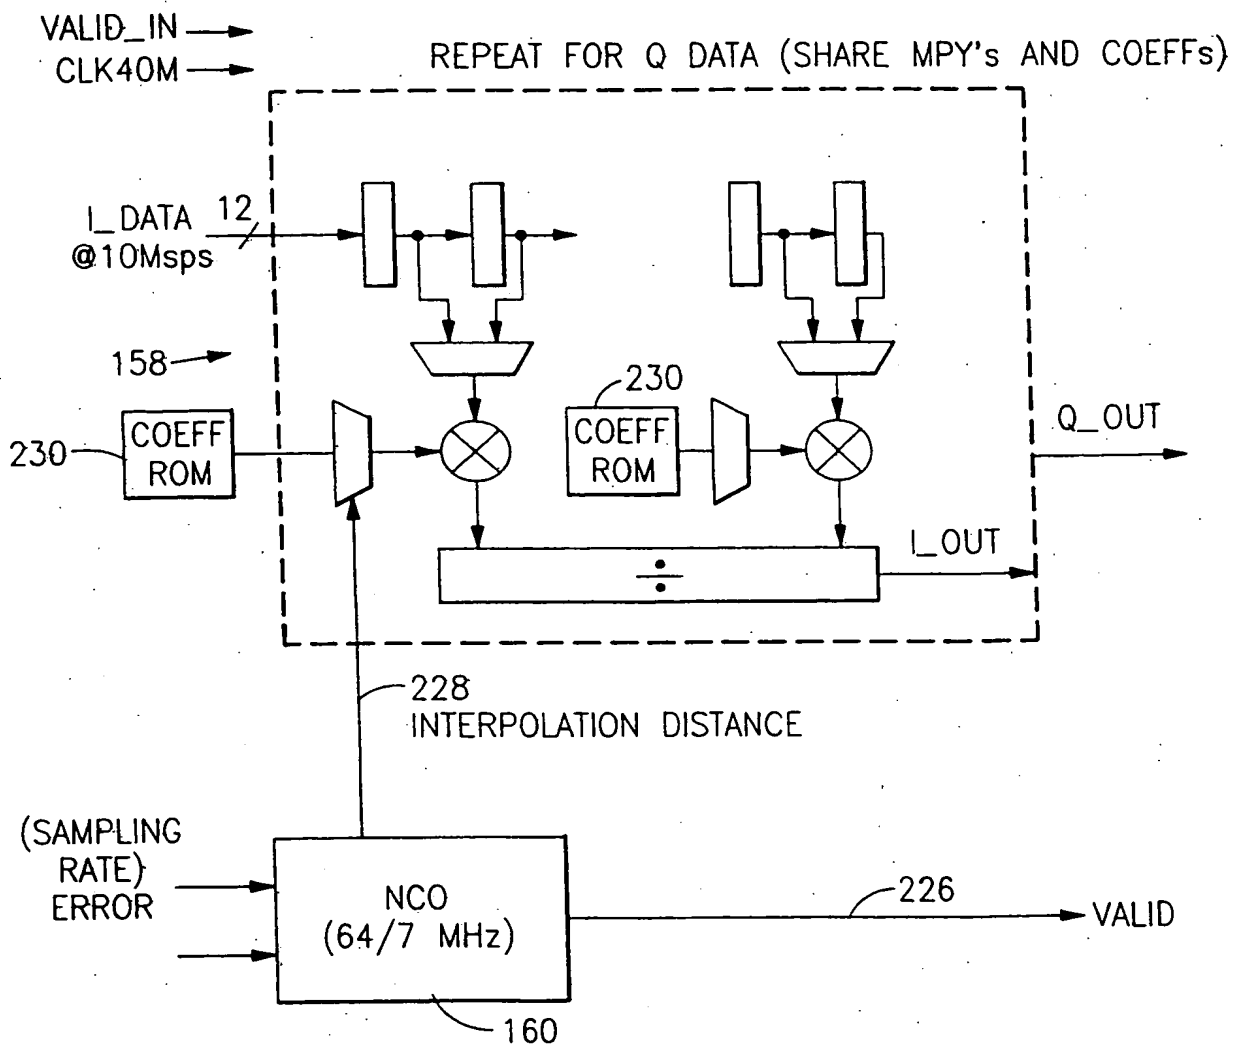 VALID_IN
CLK40M
REPEAT FOR Q DATA (SHARE MPY's AND COEFFs)
I_DATA
@10Msps
12
158
230
COEFF
ROM
230
COEFF
ROM
Q_OUT
I_OUT
÷
228
INTERPOLATION DISTANCE
(SAMPLING
RATE)
ERROR
NCO
(64/7 MHz)
226
VALID
160